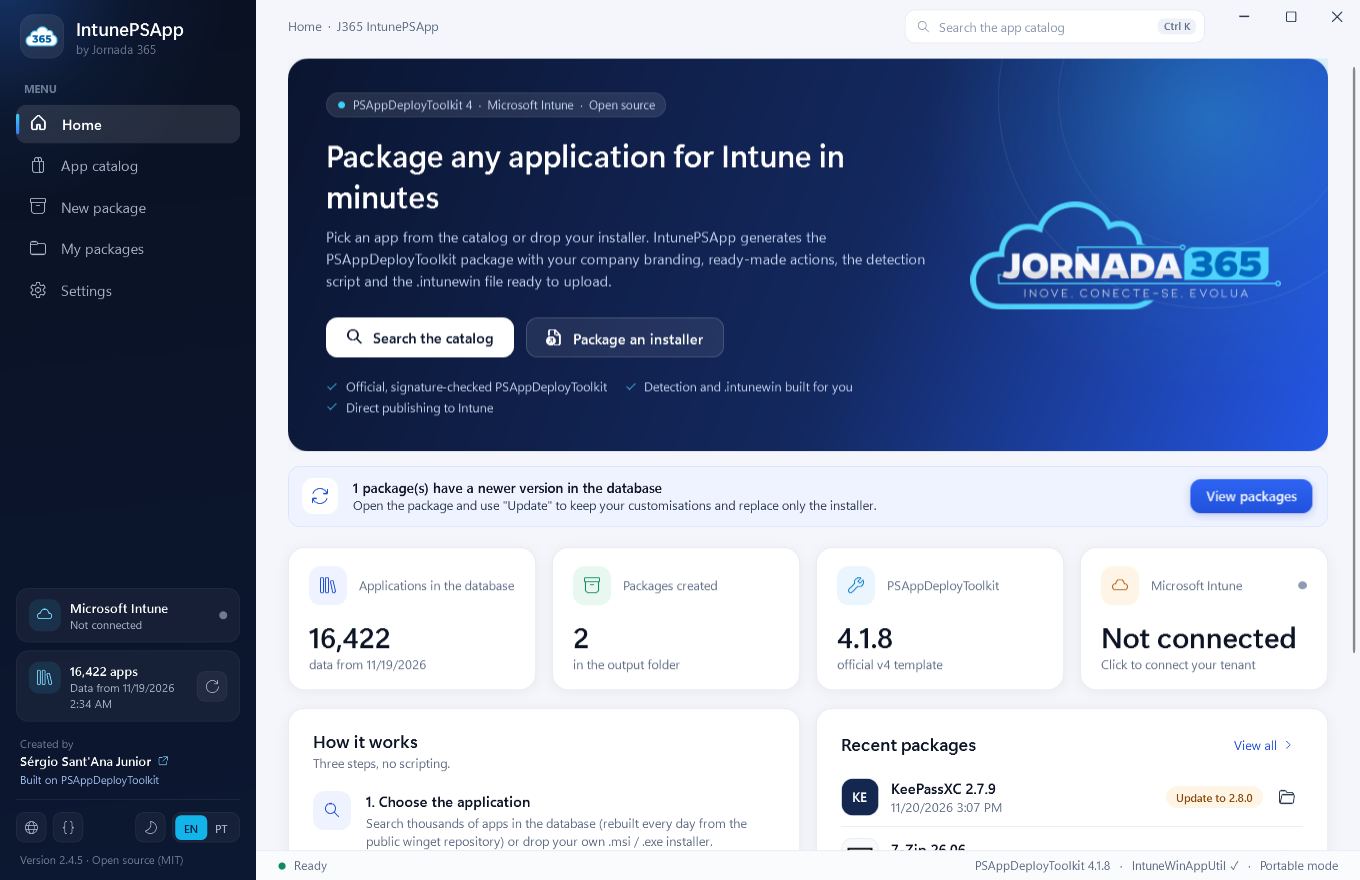 365
IntunePSApp
by Jornada 365
MENU
Home
App catalog
New package
My packages
Settings
Microsoft Intune
Not connected
16,422 apps
Data from 11/19/2026
2:34 AM
Created by
Sérgio Sant'Ana Junior
Built on PSAppDeployToolkit
{}
EN
PT
Version 2.4.5 · Open source (MIT)
Home · J365 IntunePSApp
Search the app catalog
Ctrl K
PSAppDeployToolkit 4 · Microsoft Intune · Open source
Package any application for Intune in
minutes
Pick an app from the catalog or drop your installer. IntunePSApp generates the
PSAppDeployToolkit package with your company branding, ready-made actions, the detection
script and the .intunewin file ready to upload.
Search the catalog
Package an installer
Official, signature-checked PSAppDeployToolkit
Detection and .intunewin built for you
Direct publishing to Intune
JORNADA 365
INOVE, CONECTE-SE, EVOLUA
1 package(s) have a newer version in the database
Open the package and use "Update" to keep your customisations and replace only the installer.
View packages
Applications in the database
16,422
data from 11/19/2026
Packages created
2
in the output folder
PSAppDeployToolkit
4.1.8
official v4 template
Microsoft Intune
Not connected
Click to connect your tenant
How it works
Three steps, no scripting.
1. Choose the application
Search thousands of apps in the database (rebuilt every day from the
public winget repository) or drop your own .msi / .exe installer.
Recent packages
View all
KE
KeePassXC 2.7.9
11/20/2026 3:07 PM
Update to 2.8.0
7-Zip 26.06
Ready
PSAppDeployToolkit 4.1.8 · IntuneWinAppUtil ✓ · Portable mode